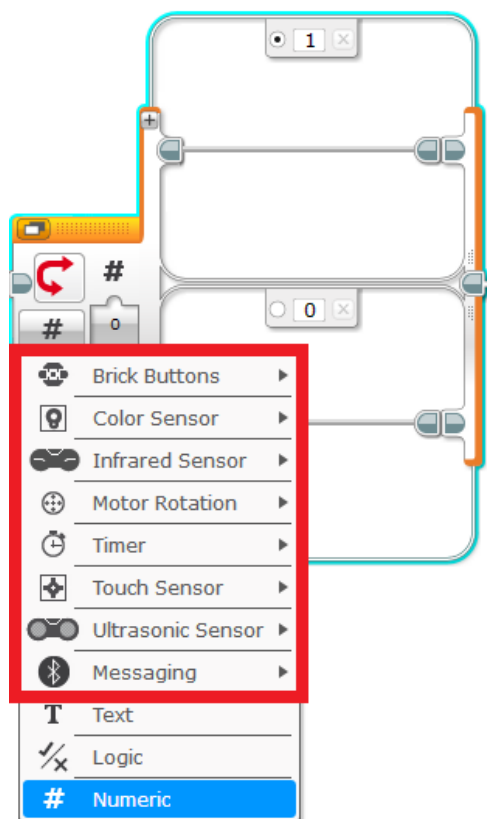 1
#
#
0
0
Brick Buttons
Color Sensor
Infrared Sensor
Motor Rotation
Timer
Touch Sensor
Ultrasonic Sensor
Messaging
T Text
Logic
# Numeric